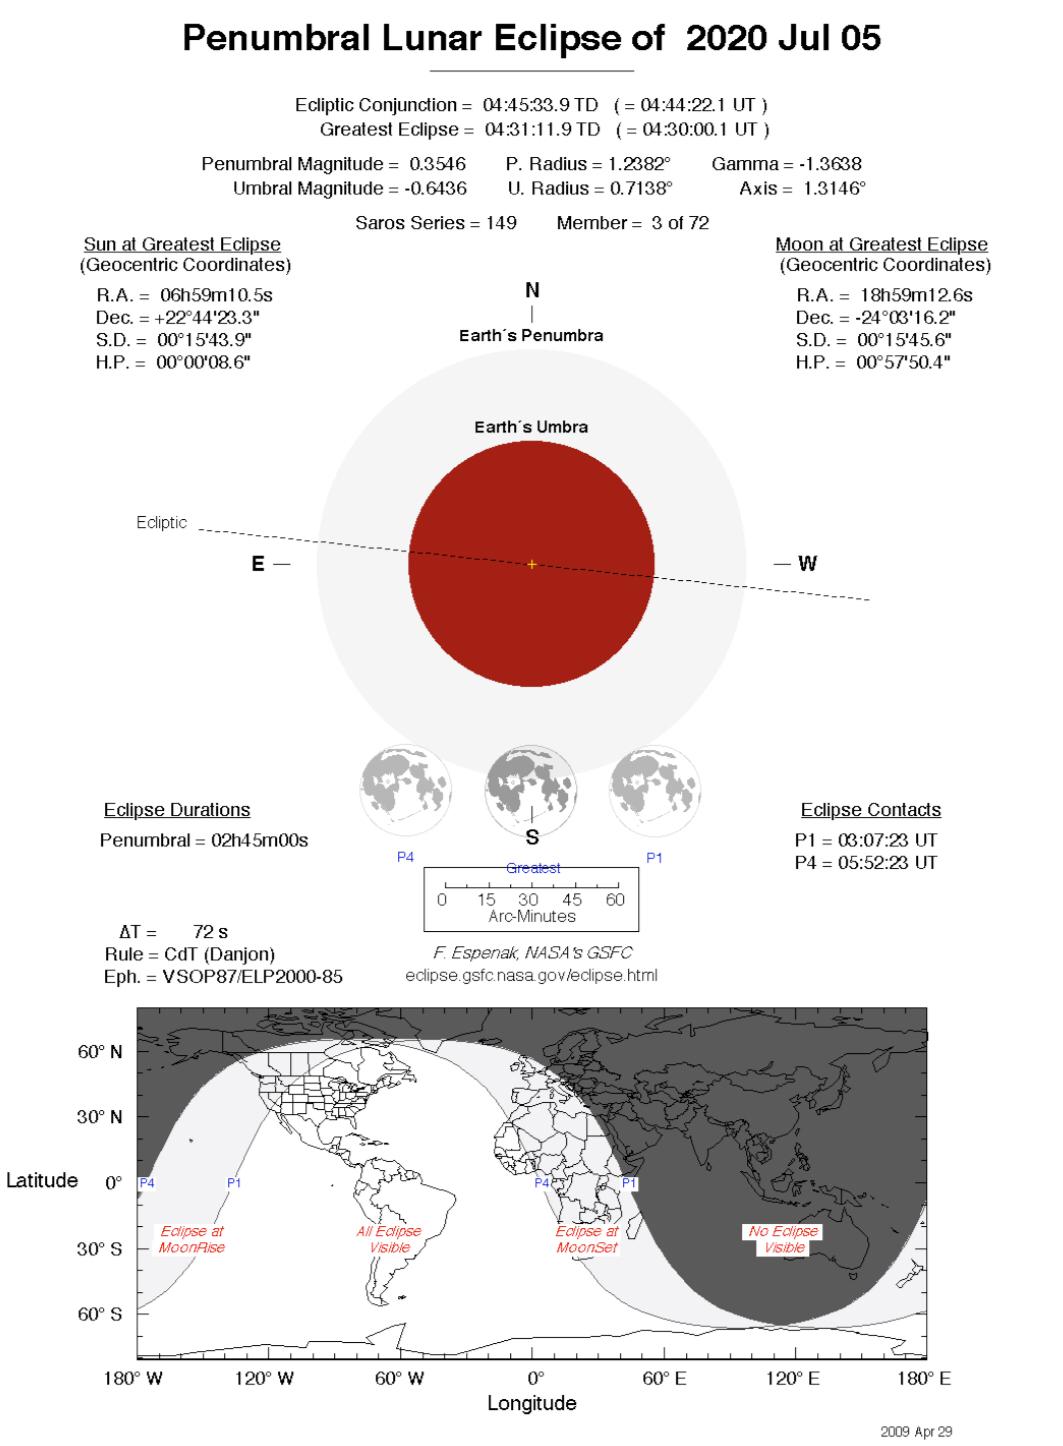 Penumbral Lunar Eclipse of 2020 Jul 05
Ecliptic Conjunction = 04:45:33.9 TD ( = 04:44:22.1 UT )
Greatest Eclipse = 04:31:11.9 TD ( = 04:30:00.1 UT )
Penumbral Magnitude = 0.3546 P. Radius = 1.2382° Gamma = -1.3638
Umbral Magnitude = -0.6436 U. Radius = 0.7138° Axis = 1.3146°
Saros Series = 149 Member = 3 of 72
Sun at Greatest Eclipse
(Geocentric Coordinates)
R.A. = 06h59m10.5s
Dec. = +22°44'23.3"
S.D. = 00°15'43.9"
H.P. = 00°00'08.6"
Moon at Greatest Eclipse
(Geocentric Coordinates)
R.A. = 18h59m12.6s
Dec. = -24°03'16.2"
S.D. = 00°15'45.6"
H.P. = 00°57'50.4"
N
Earth´s Penumbra
Earth´s Umbra
Ecliptic
E
W
S
P4
Greatest
P1
Eclipse Durations
Penumbral = 02h45m00s
Eclipse Contacts
P1 = 03:07:23 UT
P4 = 05:52:23 UT
0 15 30 45 60
Arc-Minutes
ΔT = 72 s
Rule = CdT (Danjon)
Eph. = VSOP87/ELP2000-85
F. Espenak, NASA's GSFC
eclipse.gsfc.nasa.gov/eclipse.html
60° N
30° N
Latitude
0°
30° S
60° S
P4
P1
P4
P1
Eclipse at
MoonRise
All Eclipse
Visible
Eclipse at
MoonSet
No Eclipse
Visible
180° W 120° W 60° W 0° 60° E 120° E 180° E
Longitude
2009 Apr 29